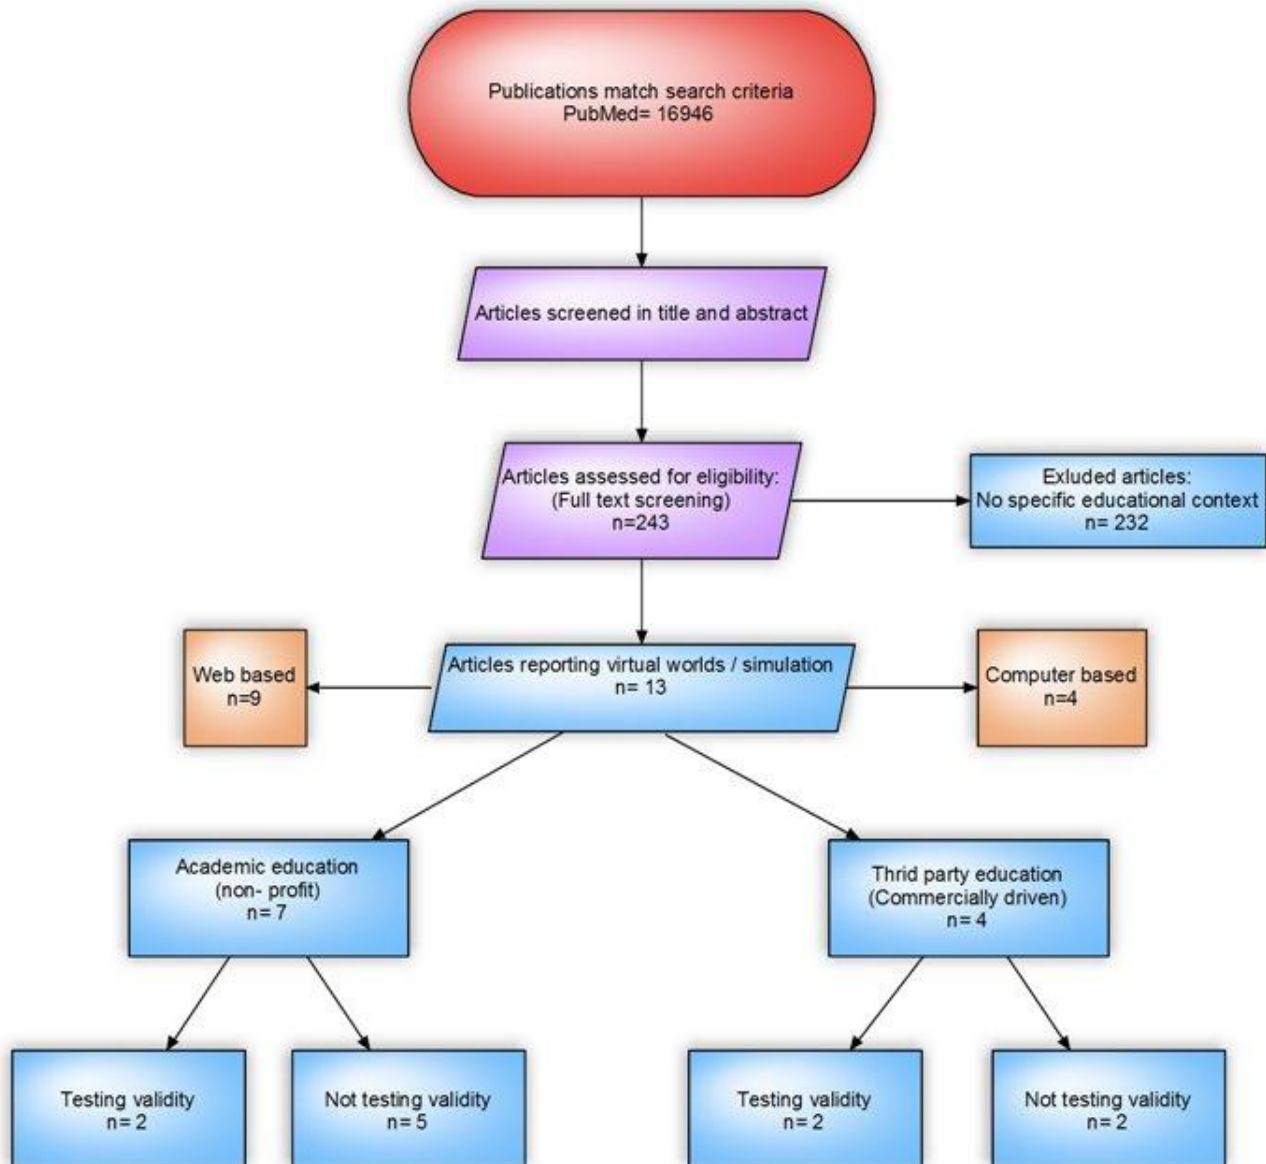 Publications match search criteria
PubMed= 16946
Articles screened in title and abstract
Articles assessed for eligibility:
(Full text screening)
n=243
Exluded articles:
No specific educational context
n= 232
Web based
n=9
Articles reporting virtual worlds / simulation
n= 13
Computer based
n=4
Academic education
(non- profit)
n= 7
Thrid party education
(Commercially driven)
n= 4
Testing validity
n= 2
Not testing validity
n= 5
Testing validity
n= 2
Not testing validity
n= 2